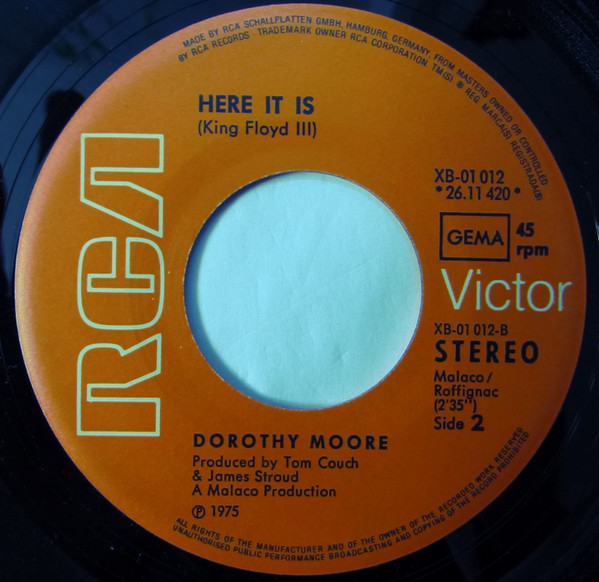 MADE BY RCA SCHALLPLATTEN GMBH, HAMBURG, GERMANY, FROM MASTERS OWNED OR CONTROLLED
BY RCA RECORDS · TRADEMARK OWNER RCA CORPORATION TM(S) ® REG. MARCA(S) REGISTRADA(S)
HERE IT IS
(King Floyd III)
XB-01 012
* 26.11 420 *
GEMA
45
rpm
RCA
Victor
XB-01 012-B
STEREO
Malaco/
Roffignac
(2'35")
Side 2
DOROTHY MOORE
Produced by Tom Couch
& James Stroud
A Malaco Production
℗ 1975
ALL RIGHTS OF THE MANUFACTURER AND OF THE OWNER OF THE RECORDED WORK RESERVED
UNAUTHORISED PUBLIC PERFORMANCE BROADCASTING AND COPYING OF THE RECORD PROHIBITED